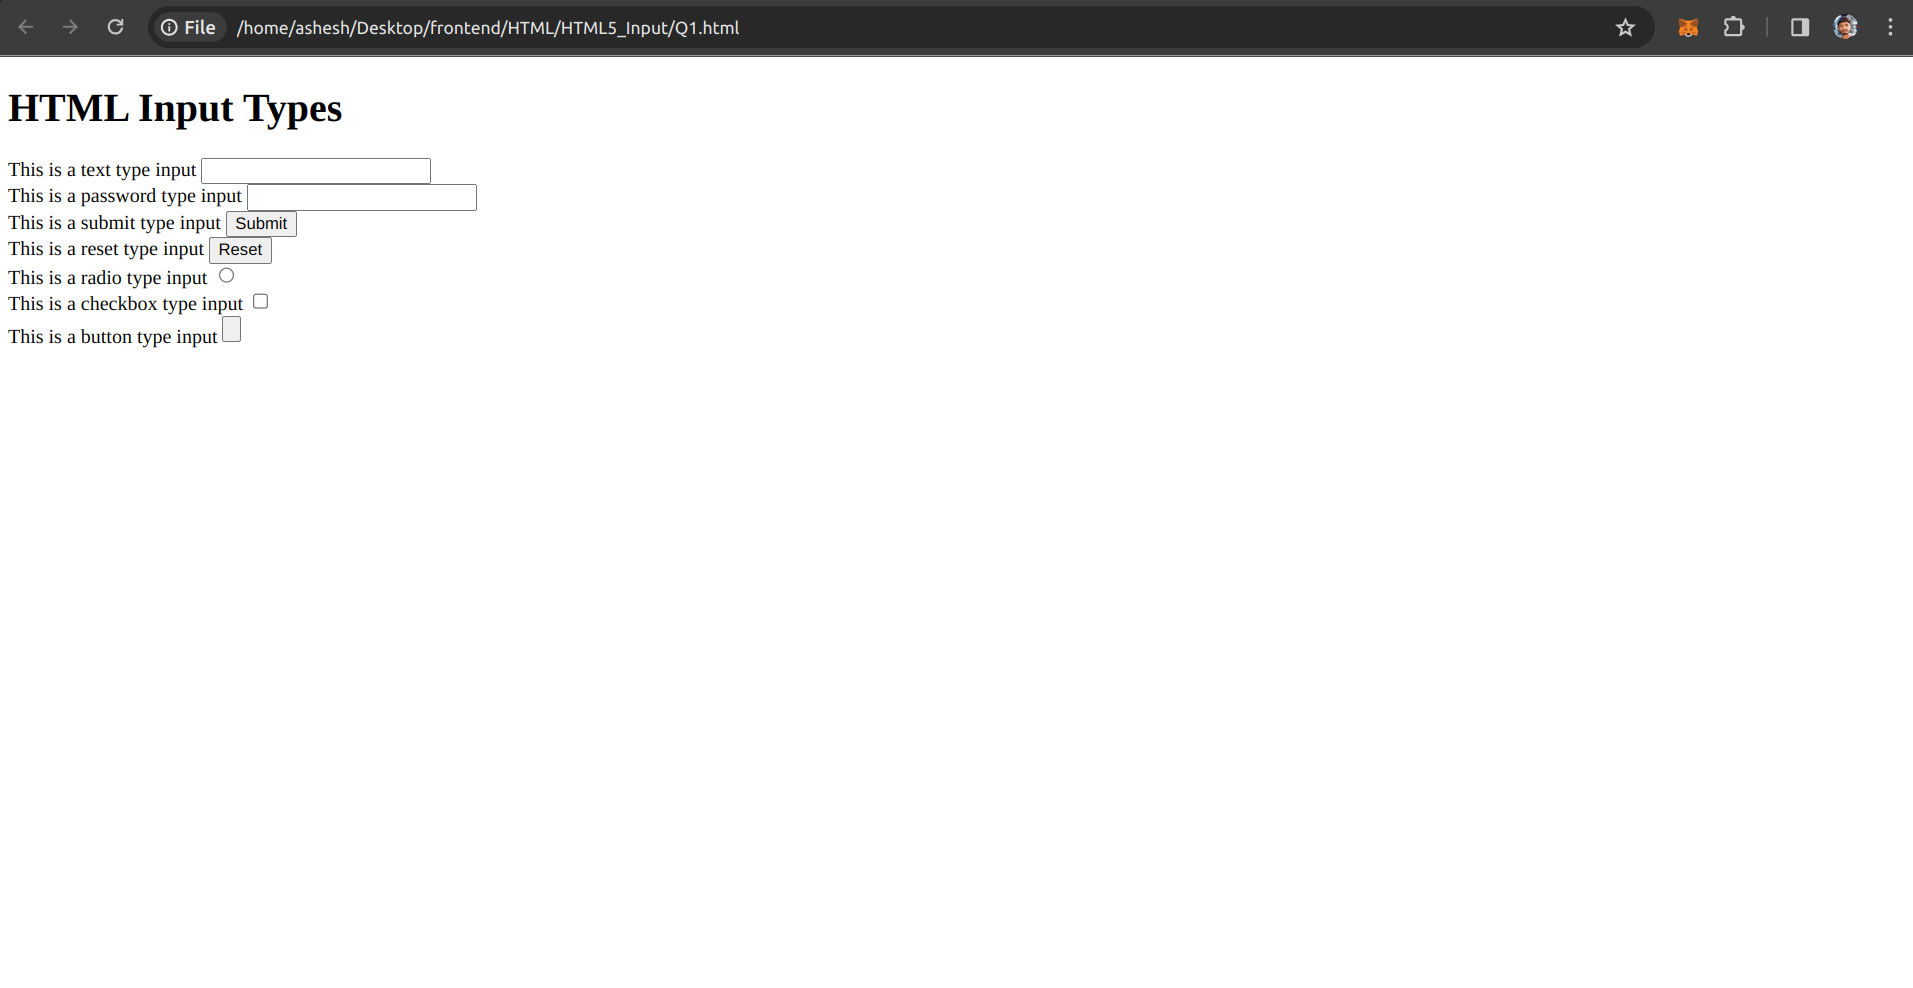 File /home/ashesh/Desktop/frontend/HTML/HTML5_Input/Q1.html
HTML Input Types
This is a text type input
This is a password type input
This is a submit type input Submit
This is a reset type input Reset
This is a radio type input
This is a checkbox type input
This is a button type input